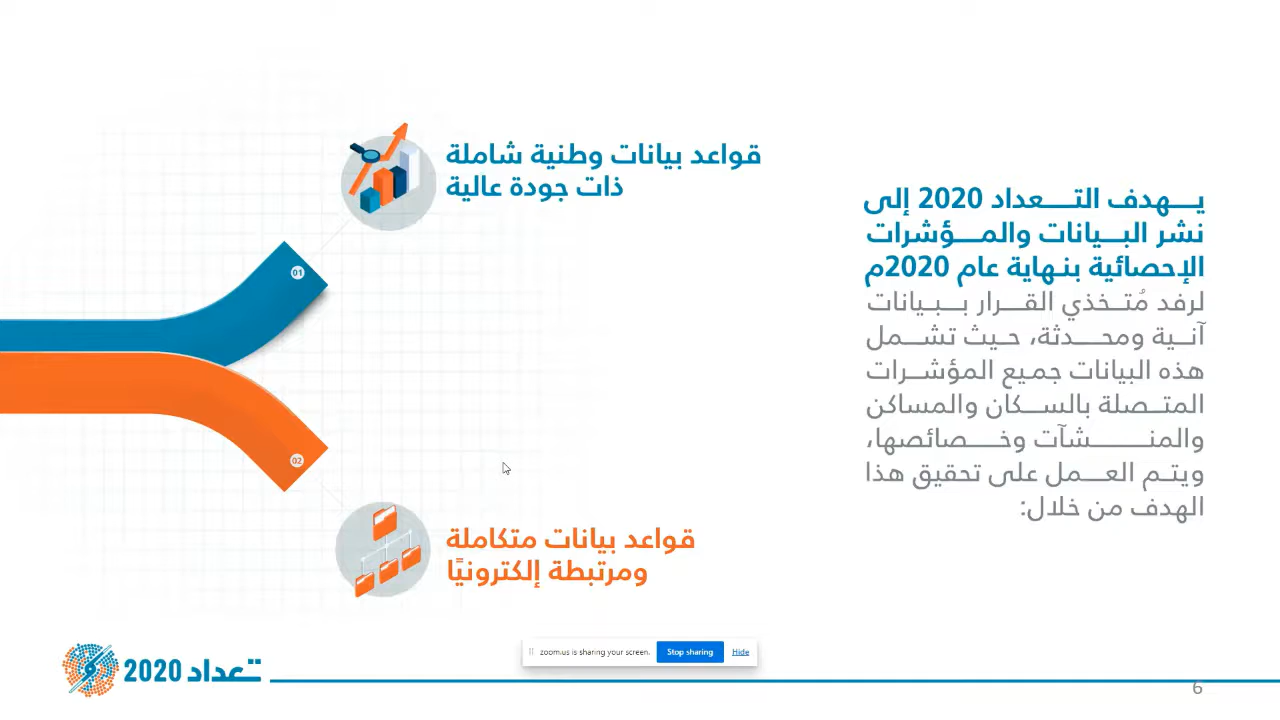 يهدف التعداد 2020 إلى
نشر البيانات والمؤشرات
الإحصائية بنهاية عام 2020م
لرفد مُتخذي القرار ببيانات
آنية ومحدثة، حيث تشمل
هذه البيانات جميع المؤشرات
المتصلة بالسكان والمساكن
والمنشآت وخصائصها،
ويتم العمل على تحقيق هذا
الهدف من خلال:
قواعد بيانات وطنية شاملة
ذات جودة عالية
01
02
قواعد بيانات متكاملة
ومرتبطة إلكترونيًا
zoom.us is sharing your screen. Stop sharing Hide
تعداد 2020
6